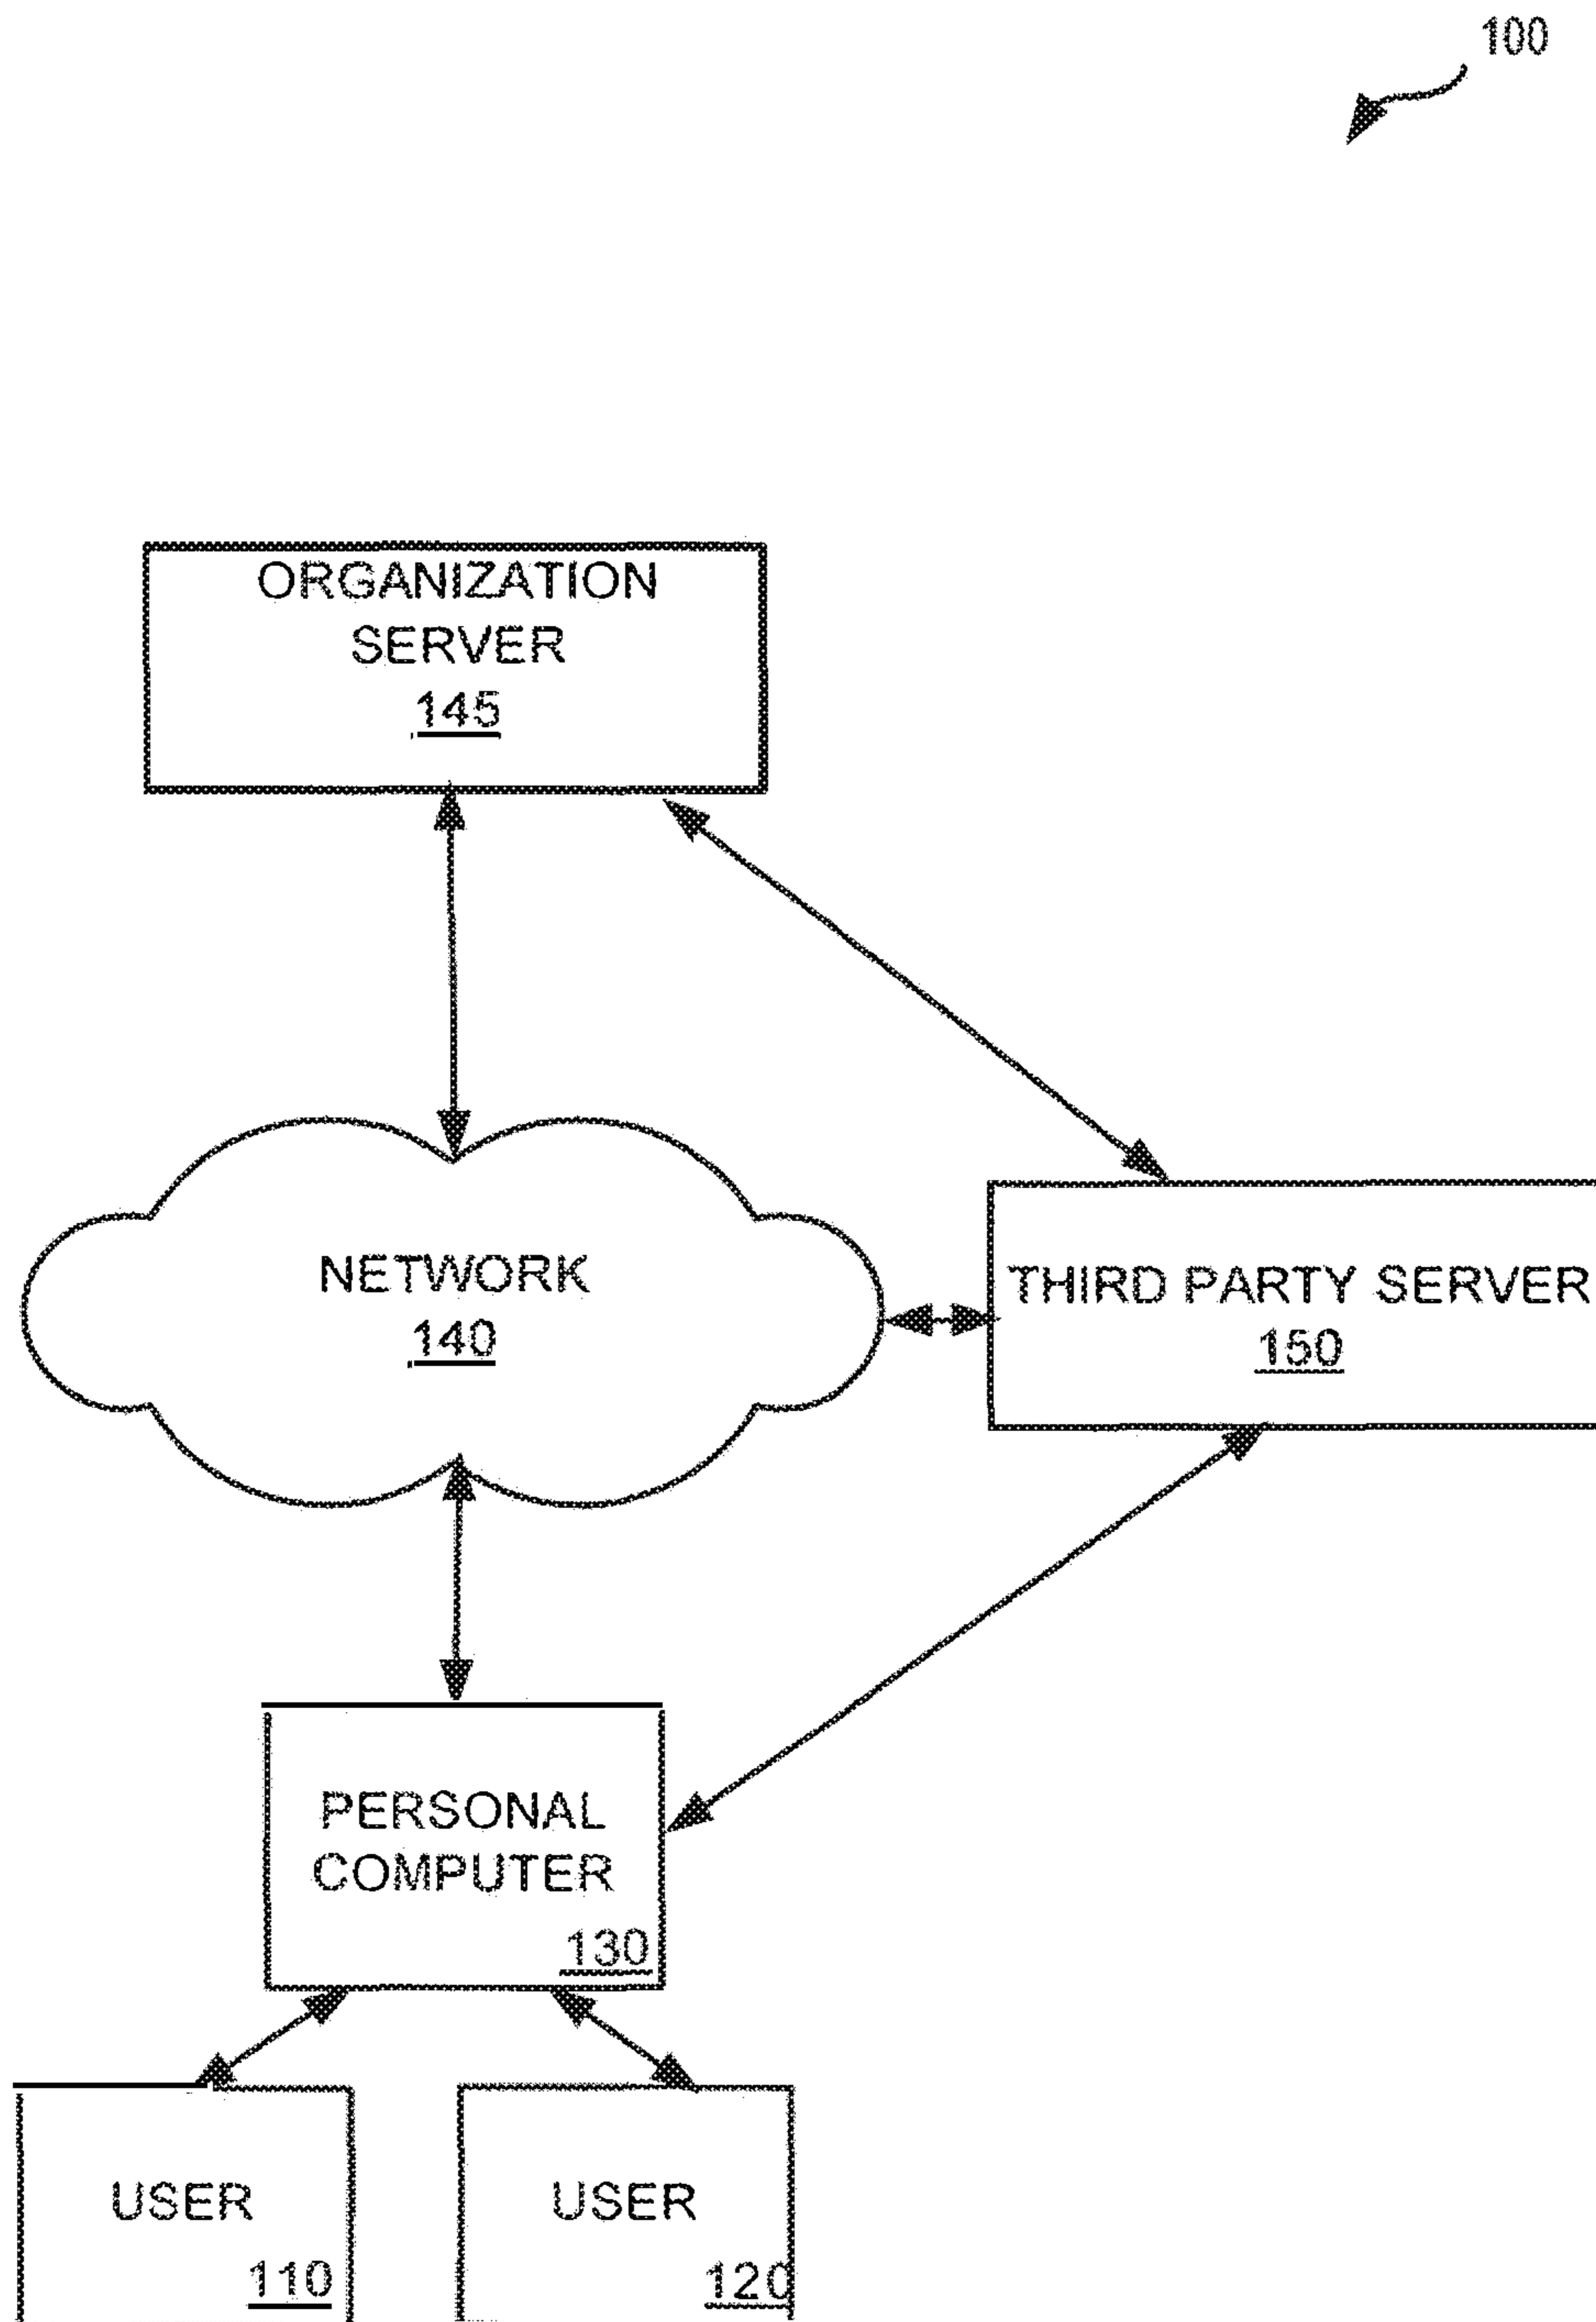 100
ORGANIZATION
SERVER
145
NETWORK
140
THIRD PARTY SERVER
150
PERSONAL
COMPUTER
130
USER
110
USER
120